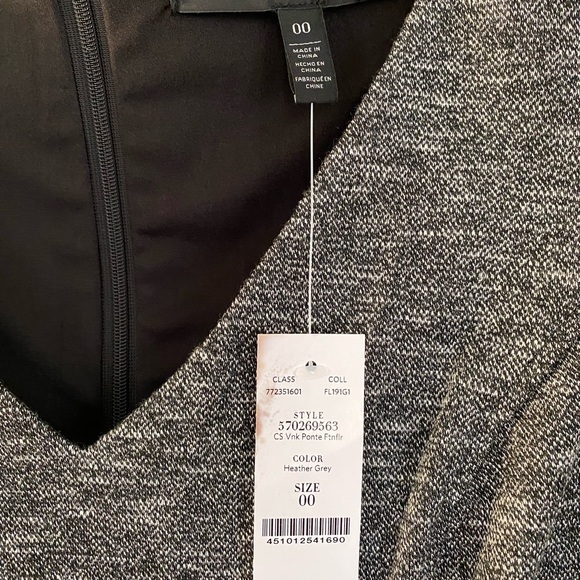 00
MADE IN
CHINA
HECHO EN
CHINA
FABRIQUÉ EN
CHINE
CLASS COLL
772351601 FL191G1
STYLE
570269563
CS Vnk Ponte Ftnflr
COLOR
Heather Grey
SIZE
00
451012541690